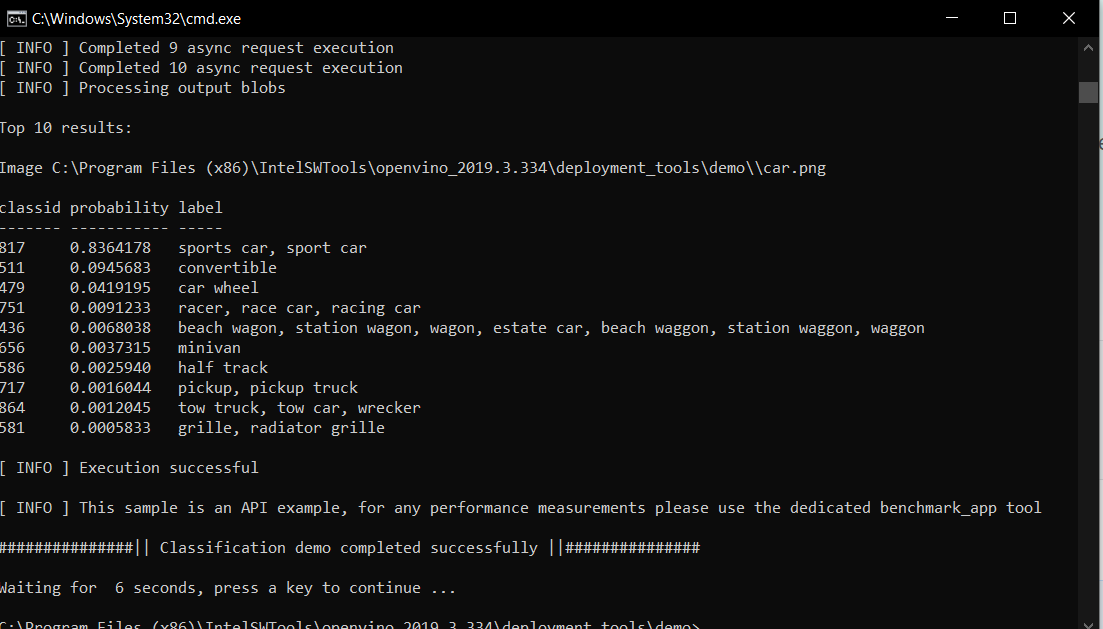 C:\Windows\System32\cmd.exe
[ INFO ] Completed 9 async request execution
[ INFO ] Completed 10 async request execution
[ INFO ] Processing output blobs
Top 10 results:
Image C:\Program Files (x86)\IntelSWTools\openvino_2019.3.334\deployment_tools\demo\\car.png
classid probability label
------- ----------- -----
817 0.8364178 sports car, sport car
511 0.0945683 convertible
479 0.0419195 car wheel
751 0.0091233 racer, race car, racing car
436 0.0068038 beach wagon, station wagon, wagon, estate car, beach waggon, station waggon, waggon
656 0.0037315 minivan
586 0.0025940 half track
717 0.0016044 pickup, pickup truck
864 0.0012045 tow truck, tow car, wrecker
581 0.0005833 grille, radiator grille
[ INFO ] Execution successful
[ INFO ] This sample is an API example, for any performance measurements please use the dedicated benchmark_app tool
###############|| Classification demo completed successfully ||###############
Waiting for  6 seconds, press a key to continue ...
C:\Program Files (x86)\IntelSWTools\openvino_2019.3.334\deployment_tools\demo>